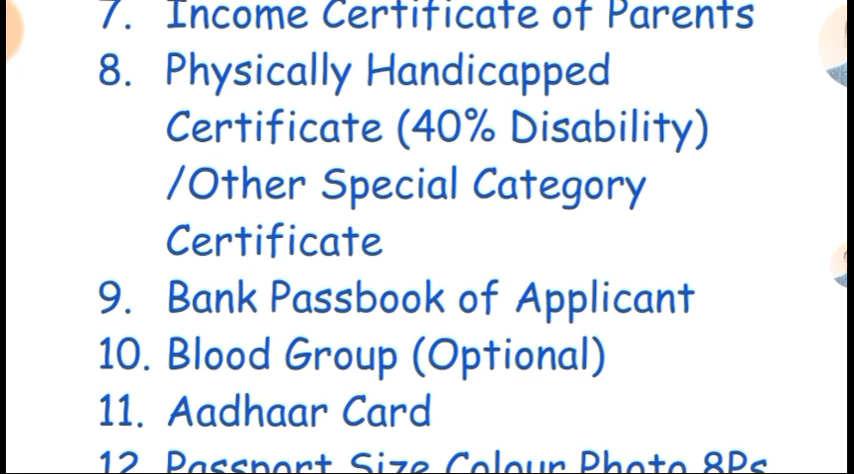 7. Income Certificate of Parents
8. Physically Handicapped
Certificate (40% Disability)
/Other Special Category
Certificate
9. Bank Passbook of Applicant
10. Blood Group (Optional)
11. Aadhaar Card
12. Passport Size Colour Photo 8Ps